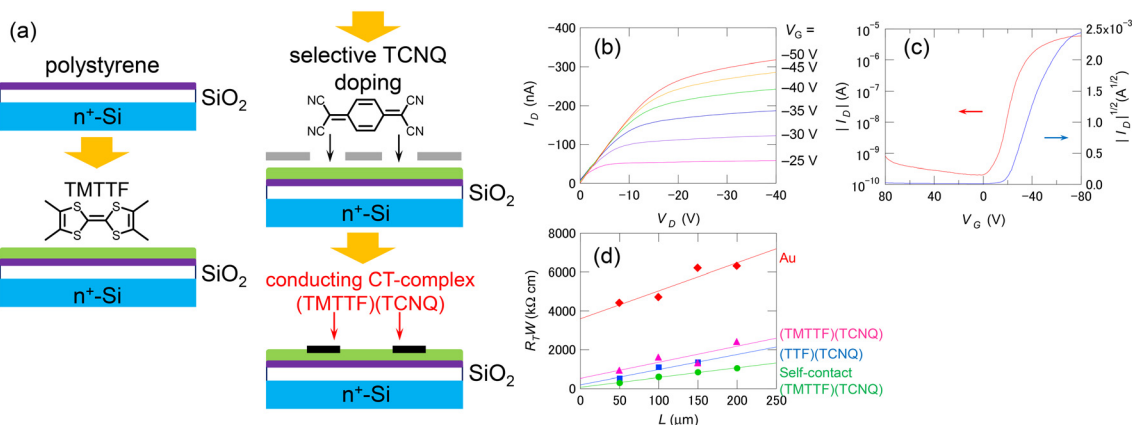 (a)
polystyrene
SiO2
n+-Si
TMTTF
S S
S S
SiO2
n+-Si
selective TCNQ
doping
NC CN
NC CN
SiO2
n+-Si
conducting CT-complex
(TMTTF)(TCNQ)
SiO2
n+-Si
(b)
VG =
–400
–300
–200
–100
0
ID (nA)
–50 V
–45 V
–40 V
–35 V
–30 V
–25 V
0 –10 –20 –30 –40
VD (V)
(c)
10-5
10-6
10-7
10-8
10-9
10-10
| ID | (A)
2.5x10-3
2.0
1.5
1.0
0.5
0.0
| ID |1/2(A1/2)
80 40 0 –40 –80
VG (V)
(d)
8000
6000
4000
2000
0
RTW (kΩ cm)
Au
(TMTTF)(TCNQ)
(TTF)(TCNQ)
Self-contact
(TMTTF)(TCNQ)
0 50 100 150 200 250
L (μm)